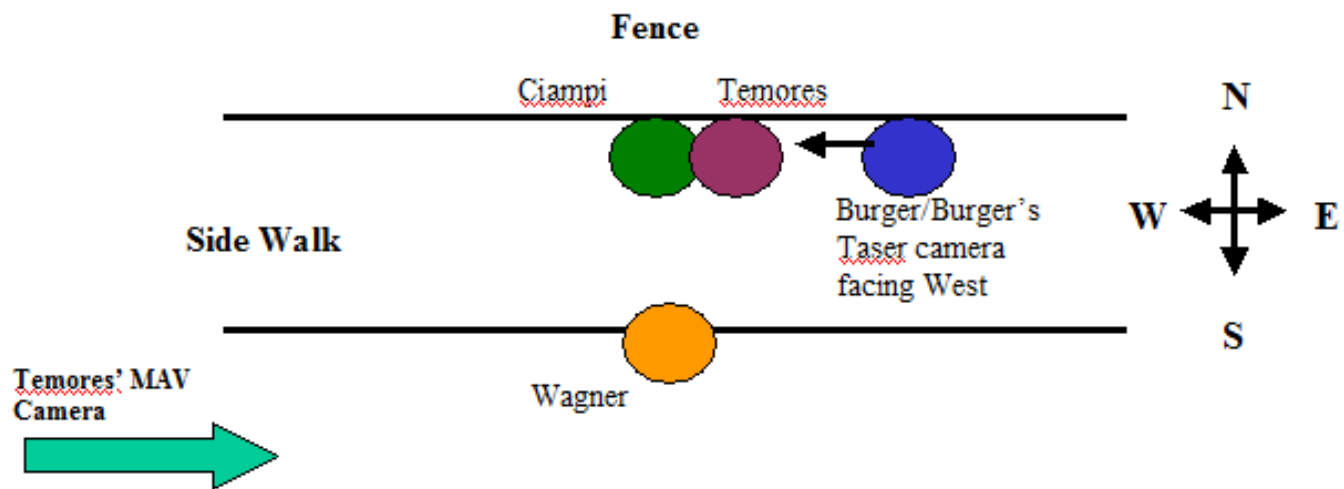 Fence
Ciampi
Temores
N
Burger/Burger's
Taser camera
facing West
W
E
Side Walk
S
Temores' MAV
Camera
Wagner